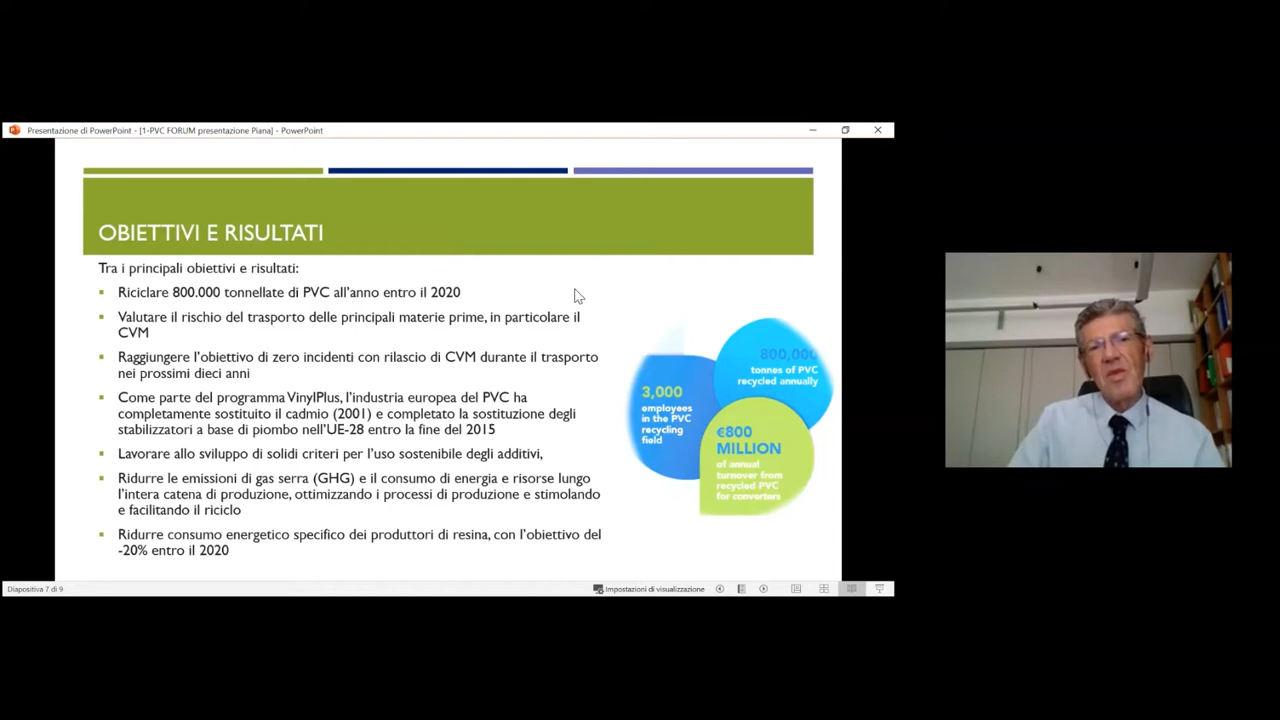 Presentazione di PowerPoint - [1-PVC FORUM presentazione Piana] - PowerPoint
OBIETTIVI E RISULTATI
Tra i principali obiettivi e risultati:
Riciclare 800.000 tonnellate di PVC all'anno entro il 2020
Valutare il rischio del trasporto delle principali materie prime, in particolare il
CVM
Raggiungere l'obiettivo di zero incidenti con rilascio di CVM durante il trasporto
nei prossimi dieci anni
Come parte del programma VinylPlus, l'industria europea del PVC ha
completamente sostituito il cadmio (2001) e completato la sostituzione degli
stabilizzatori a base di piombo nell'UE-28 entro la fine del 2015
Lavorare allo sviluppo di solidi criteri per l'uso sostenibile degli additivi,
Ridurre le emissioni di gas serra (GHG) e il consumo di energia e risorse lungo
l'intera catena di produzione, ottimizzando i processi di produzione e stimolando
e facilitando il riciclo
Ridurre consumo energetico specifico dei produttori di resina, con l'obiettivo del
-20% entro il 2020
800,000
tonnes of PVC
recycled annually
3,000
employees
in the PVC
recycling
field
€800
MILLION
of annual
turnover from
recycled PVC
for converters
Diapositiva 7 di 9
Impostazioni di visualizzazione